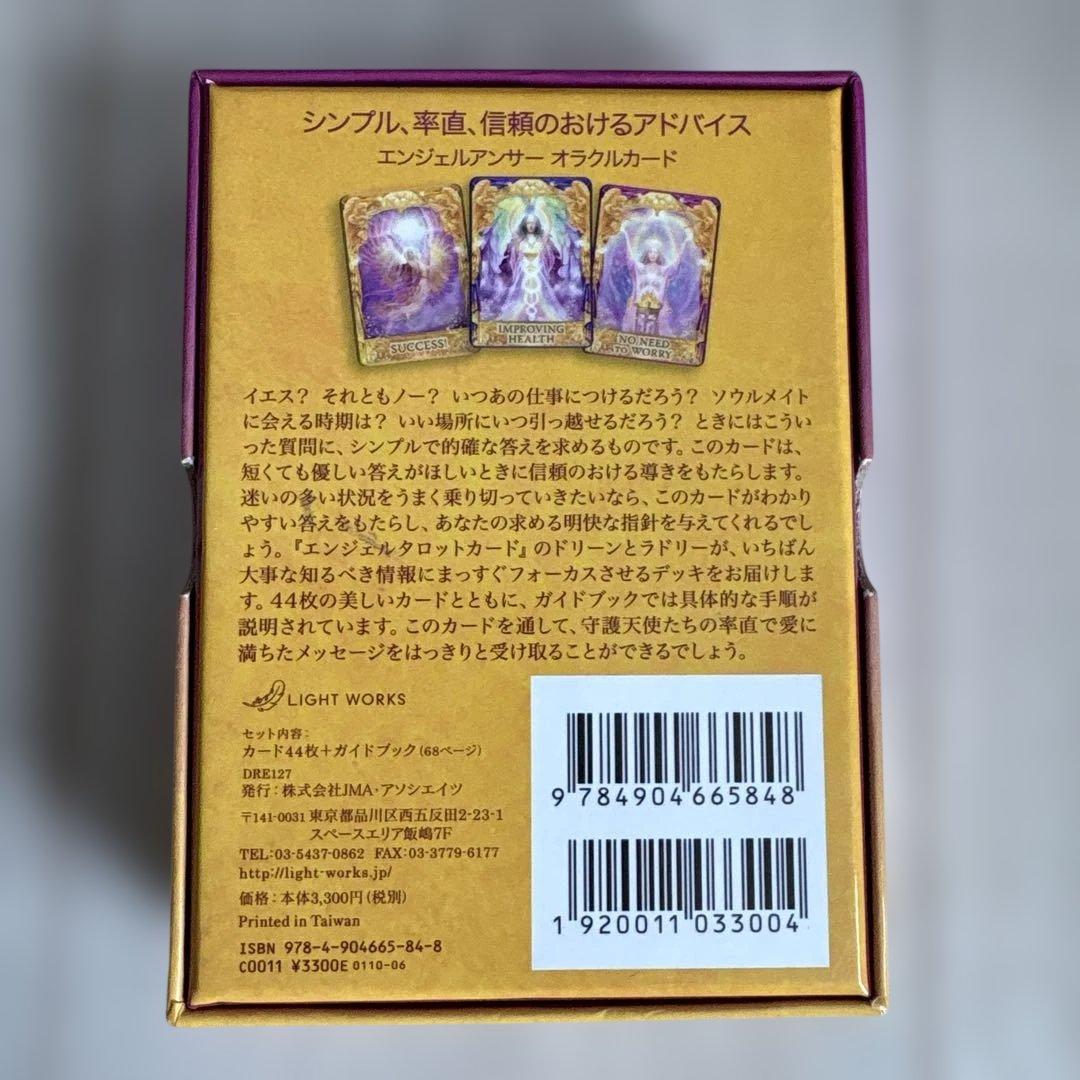 シンプル、率直、信頼のおけるアドバイス
エンジェルアンサー オラクルカード
SUCCESS!
IMPROVING
HEALTH
NO NEED
TO WORRY
イエス? それともノー? いつあの仕事につけるだろう? ソウルメイト
に会える時期は? いい場所にいつ引っ越せるだろう? ときにはこうい
った質問に、シンプルで的確な答えを求めるものです。このカードは、
短くても優しい答えがほしいときに信頼のおける導きをもたらします。
迷いの多い状況をうまく乗り切っていきたいなら、このカードがわかり
やすい答えをもたらし、あなたの求める明快な指針を与えてくれるでし
ょう。『エンジェルタロットカード』のドリーンとラドリーが、いちばん
大事な知るべき情報にまっすぐフォーカスさせるデッキをお届けしま
す。44枚の美しいカードとともに、ガイドブックでは具体的な手順が
説明されています。このカードを通して、守護天使たちの率直で愛に
満ちたメッセージをはっきりと受け取ることができるでしょう。
LIGHT WORKS
セット内容:
カード44枚+ガイドブック(68ページ)
DRE127
発行:株式会社JMA・アソシエイツ
〒141-0031 東京都品川区西五反田2-23-1
スペースエリア飯嶋7F
TEL:03-5437-0862 FAX:03-3779-6177
http://light-works.jp/
価格:本体3,300円(税別)
Printed in Taiwan
ISBN 978-4-904665-84-8
C0011 ¥3300E 0110-06
9 784904 665848
1 920011 033004